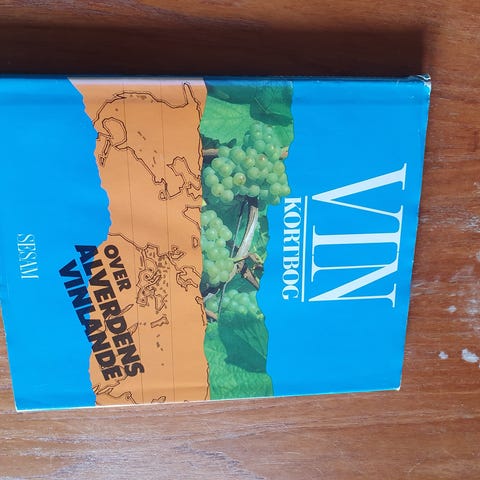 VIN
KORTBOG
OVER
ALVERDENS
VINLANDE
SESAM